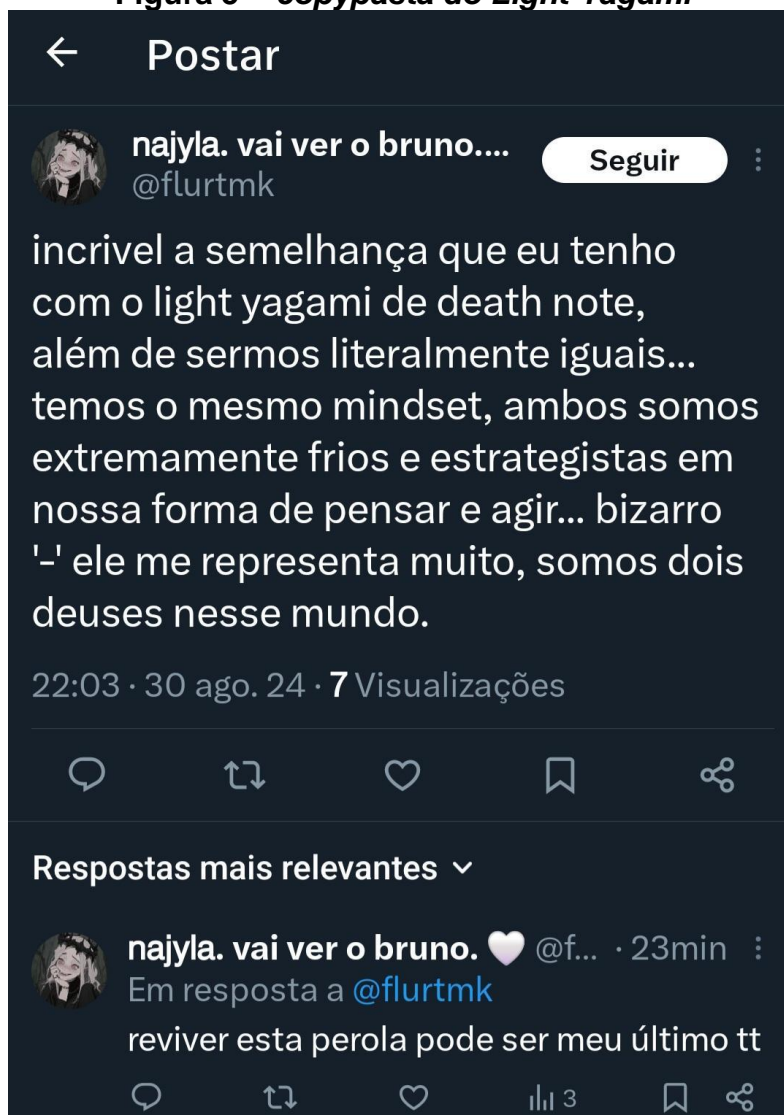 Figura 3 – copypasta do Light Yagami
Postar
najyla. vai ver o bruno....
Seguir
@flurtmk
incrivel a semelhança que eu tenho
com o light yagami de death note,
além de sermos literalmente iguais...
temos o mesmo mindset, ambos somos
extremamente frios e estrategistas em
nossa forma de pensar e agir... bizarro
'-' ele me representa muito, somos dois
deuses nesse mundo.
22:03 · 30 ago. 24 · 7 Visualizações
Respostas mais relevantes
najyla. vai ver o bruno. 🤍 @f... · 23min
Em resposta a @flurtmk
reviver esta perola pode ser meu último tt
3